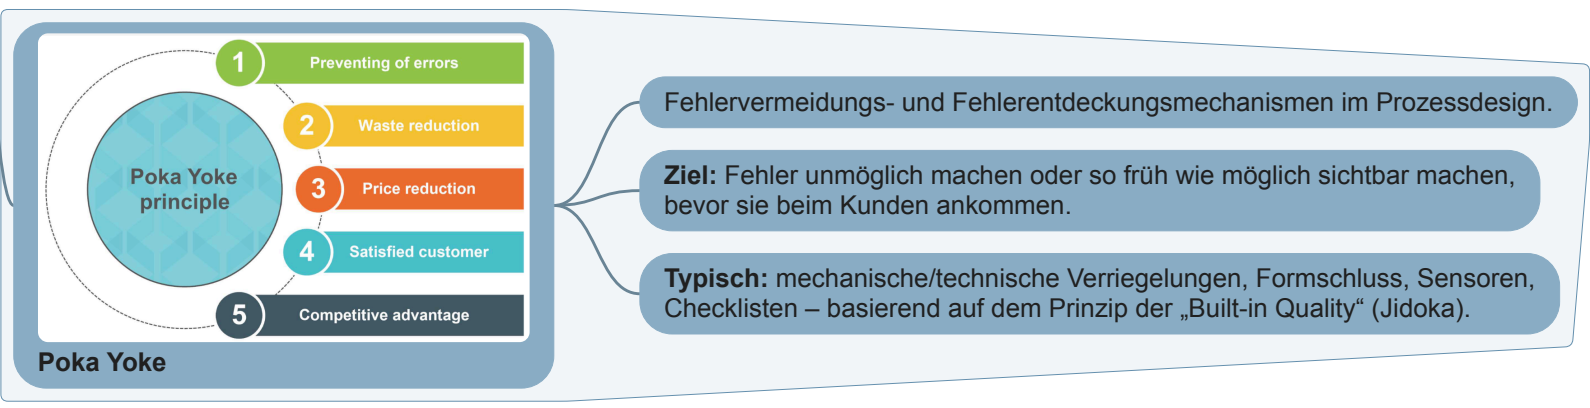 Poka Yoke
principle
1
Preventing of errors
2
Waste reduction
3
Price reduction
4
Satisfied customer
5
Competitive advantage
Poka Yoke
Fehlervermeidungs- und Fehlerentdeckungsmechanismen im Prozessdesign.
Ziel: Fehler unmöglich machen oder so früh wie möglich sichtbar machen,
bevor sie beim Kunden ankommen.
Typisch: mechanische/technische Verriegelungen, Formschluss, Sensoren,
Checklisten – basierend auf dem Prinzip der „Built-in Quality“ (Jidoka).